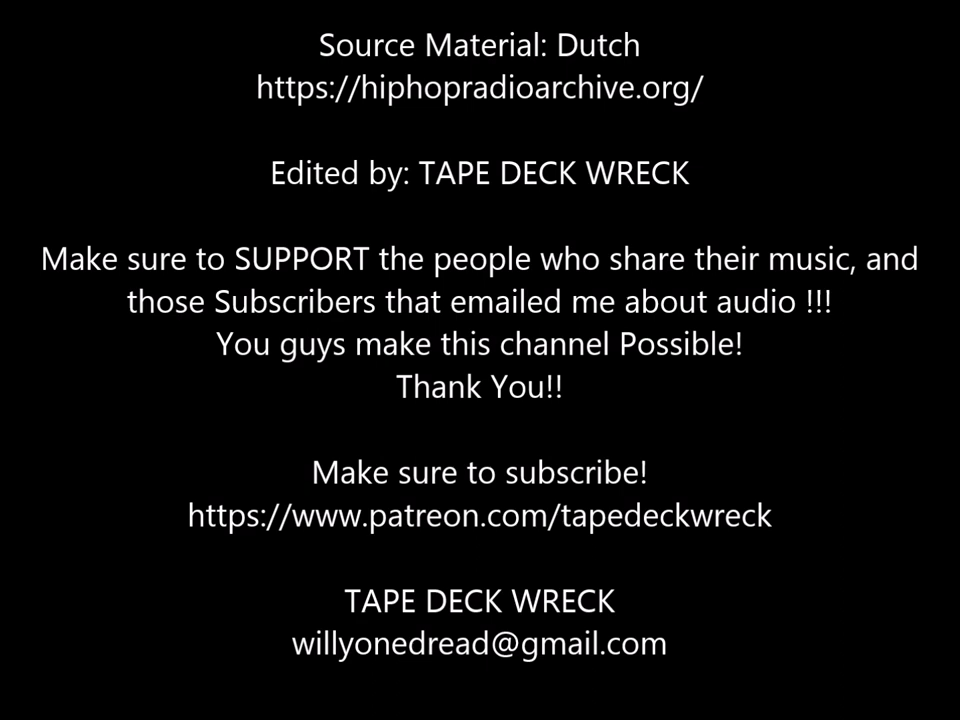 Source Material: Dutch
https://hiphopradioarchive.org/
Edited by: TAPE DECK WRECK
Make sure to SUPPORT the people who share their music, and
those Subscribers that emailed me about audio !!!
You guys make this channel Possible!
Thank You!!
Make sure to subscribe!
https://www.patreon.com/tapedeckwreck
TAPE DECK WRECK
willyonedread@gmail.com